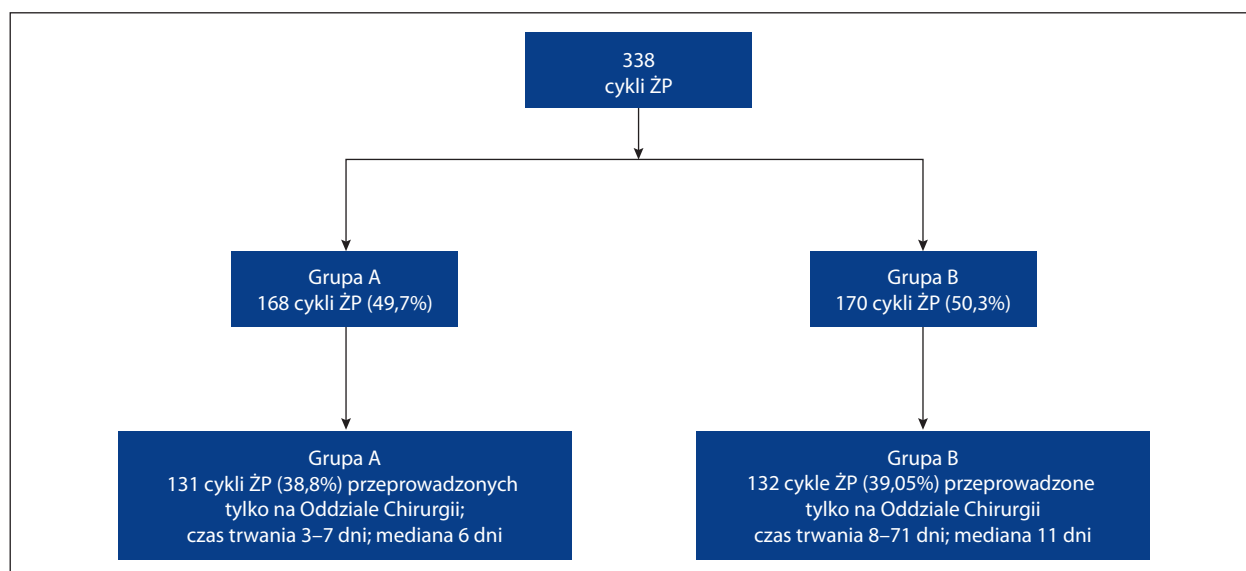 338
cykli ŻP
Grupa A
168 cykli ŻP (49,7%)
Grupa B
170 cykli ŻP (50,3%)
Grupa A
131 cykli ŻP (38,8%) przeprowadzonych
tylko na Oddziale Chirurgii;
czas trwania 3–7 dni; mediana 6 dni
Grupa B
132 cykle ŻP (39,05%) przeprowadzone
tylko na Oddziale Chirurgii
czas trwania 8–71 dni; mediana 11 dni